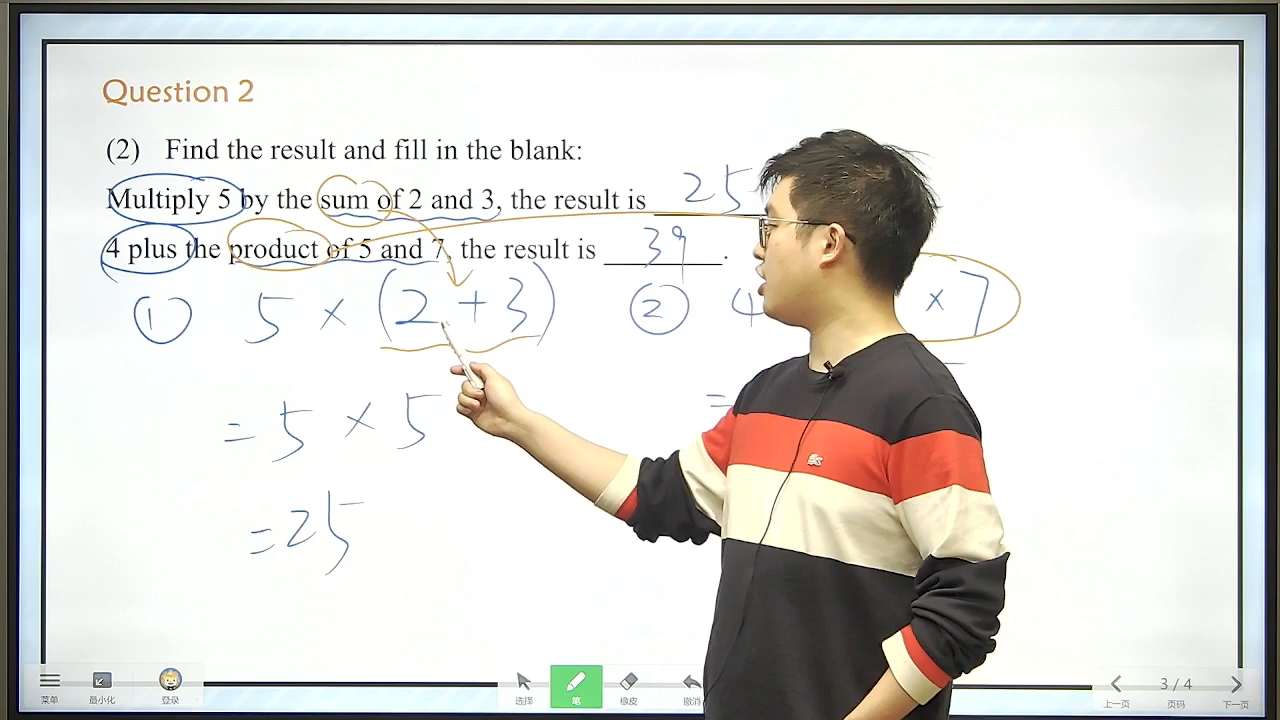 Question 2
(2) Find the result and fill in the blank:
Multiply 5 by the sum of 2 and 3, the result is 25
4 plus the product of 5 and 7, the result is 39.
① 5 × (2 + 3) ② 4 × 7
= 5 × 5 =
= 25
菜单 最小化 登录 选择 笔 橡皮 撤消 上一页 3 / 4 页码 下一页